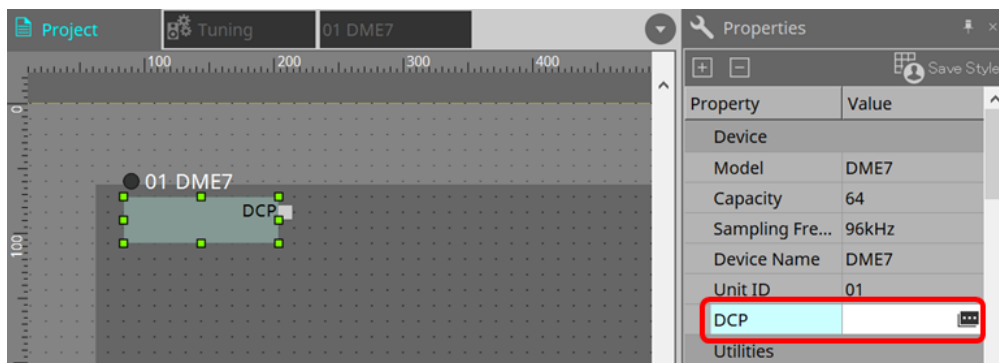 Project
Tuning
01 DME7
Properties
100
200
300
400
Save Style
0
Property Value
Device
01 DME7
Model DME7
DCP
Capacity 64
Sampling Fre... 96kHz
100
Device Name DME7
Unit ID 01
DCP
Utilities